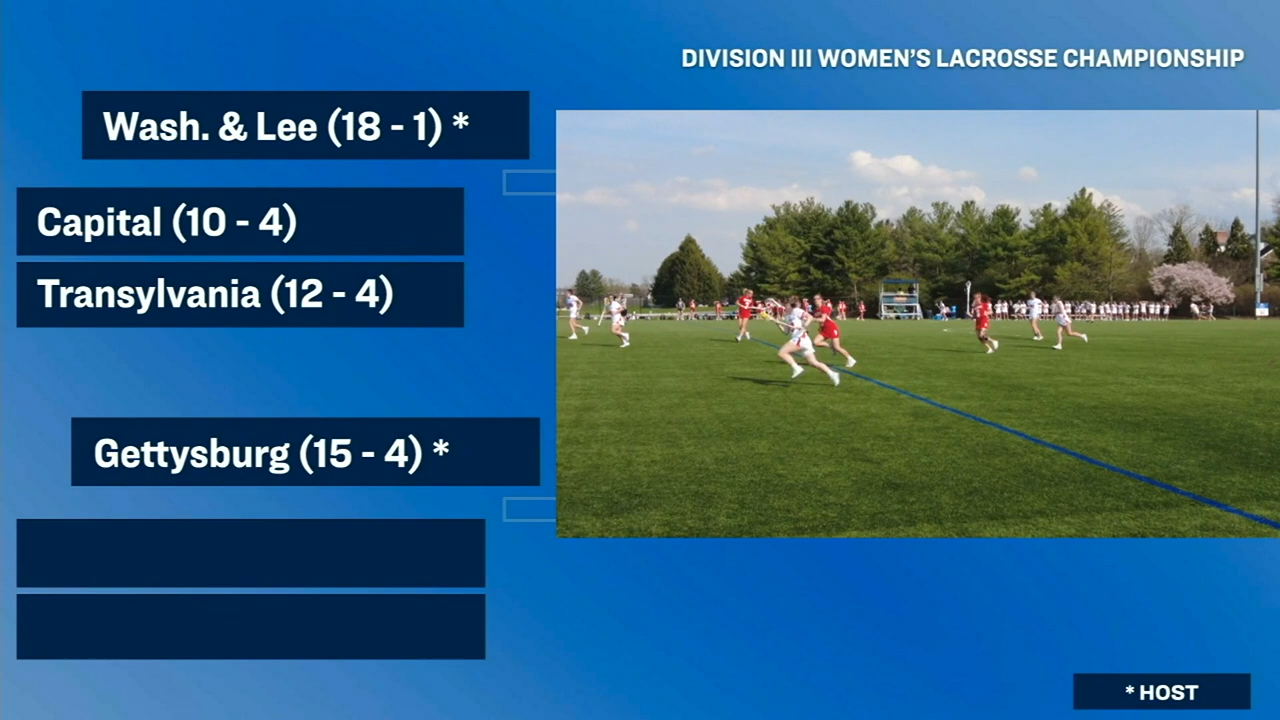 DIVISION III WOMEN'S LACROSSE CHAMPIONSHIP
Wash. & Lee (18 - 1) *
Capital (10 - 4)
Transylvania (12 - 4)
Gettysburg (15 - 4) *
* HOST